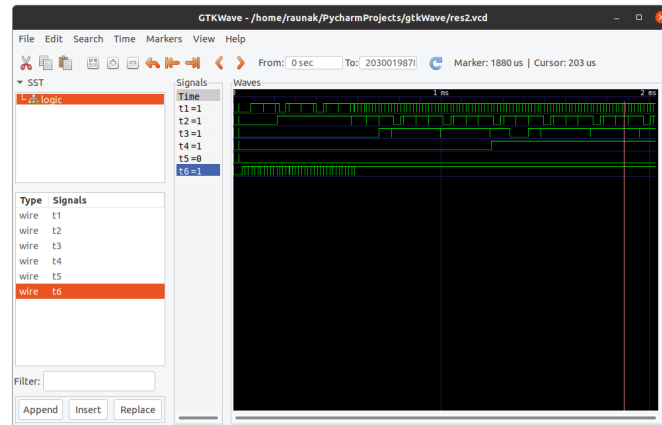 GTKWave - /home/raunak/PycharmProjects/gtkWave/res2.vcd
File Edit Search Time Markers View Help
From: 0 sec To: 203001987( Marker: 1880 us | Cursor: 203 us
SST
logic
Type Signals
wire t1
wire t2
wire t3
wire t4
wire t5
wire t6
Filter:
Append Insert Replace
Signals
Time
t1=1
t2=1
t3=1
t4=1
t5=0
t6=1
Waves
1 ms 2 ms